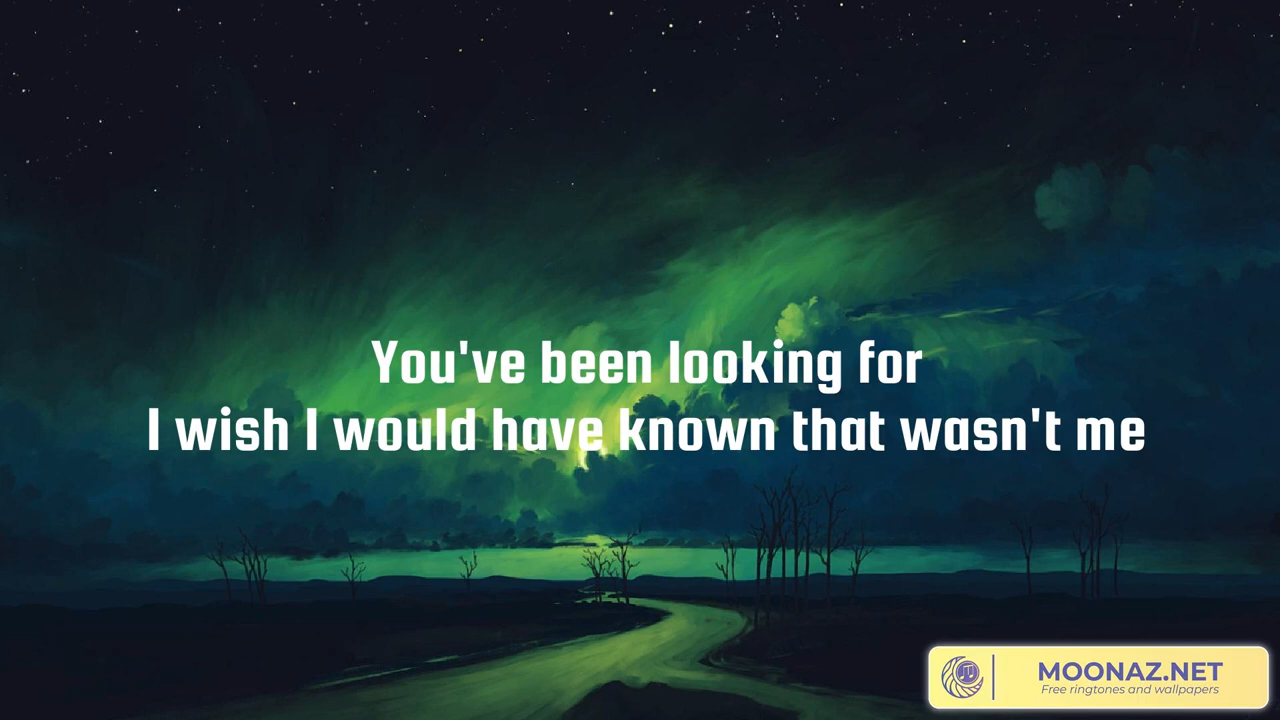 You've been looking for
I wish I would have known that wasn't me
MOONAZ.NET
Free ringtones and wallpapers